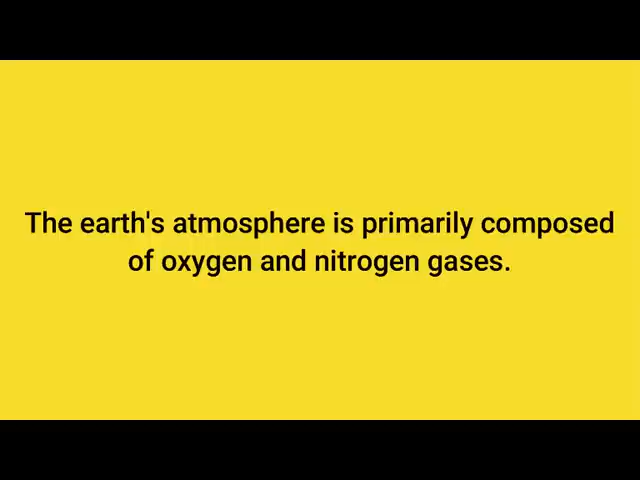 The earth's atmosphere is primarily composed
of oxygen and nitrogen gases.